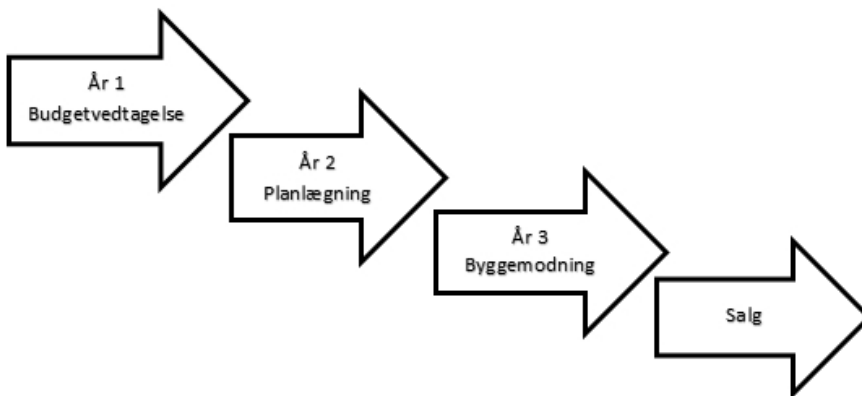 År 1
Budgetvedtagelse
År 2
Planlægning
År 3
Byggemodning
Salg